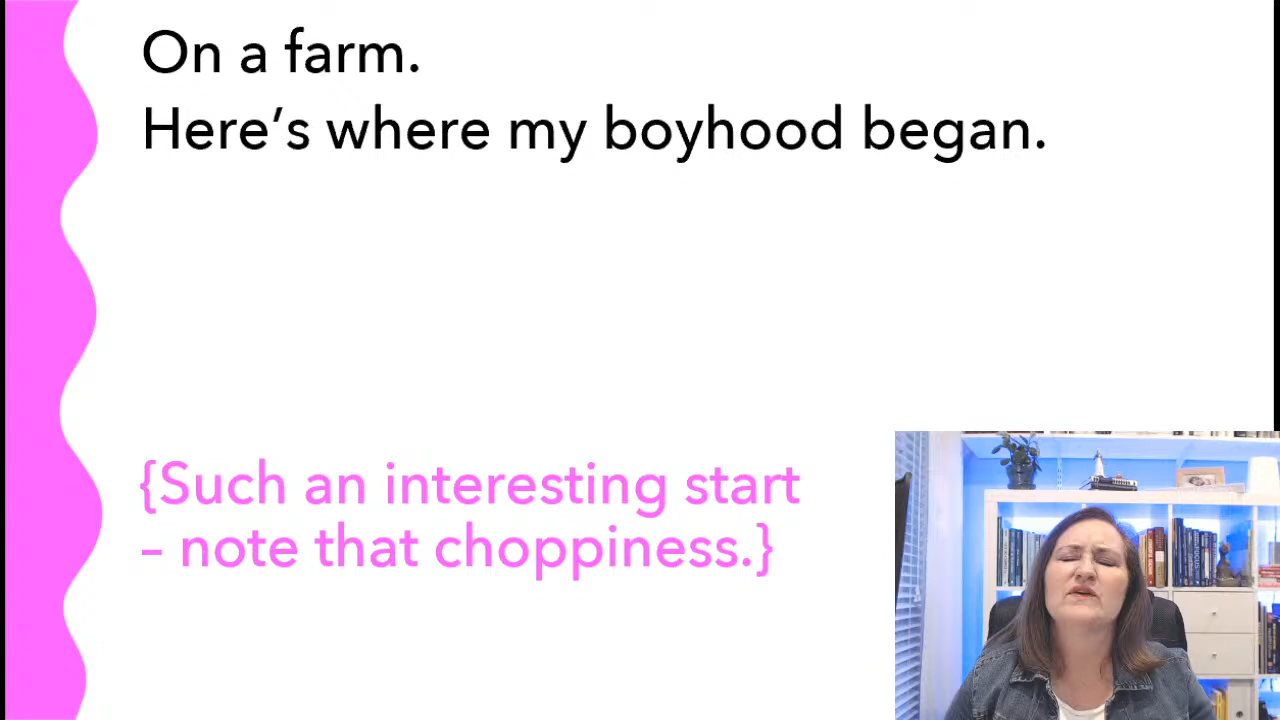 On a farm.
Here’s where my boyhood began.
{Such an interesting start
– note that choppiness.}